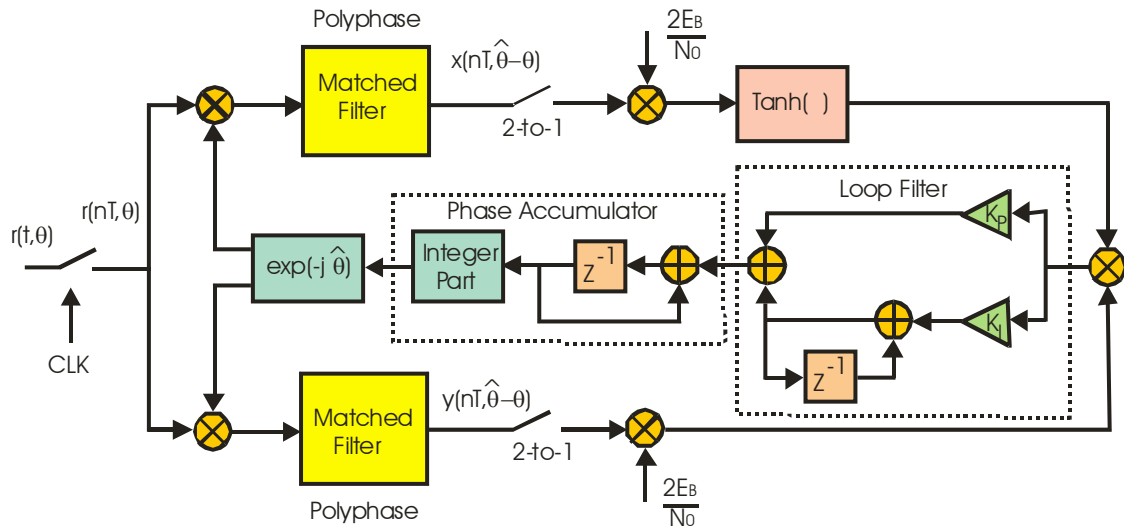 Polyphase
Matched
Filter
x(nT,θ̂−θ)
2-to-1
2EB
N0
Tanh( )
r(t,θ)
r(nT,θ)
CLK
exp(-j θ̂)
Phase Accumulator
Integer
Part
Z⁻¹
Loop Filter
KP
KI
Z⁻¹
Matched
Filter
Polyphase
y(nT,θ̂−θ)
2-to-1
2EB
N0